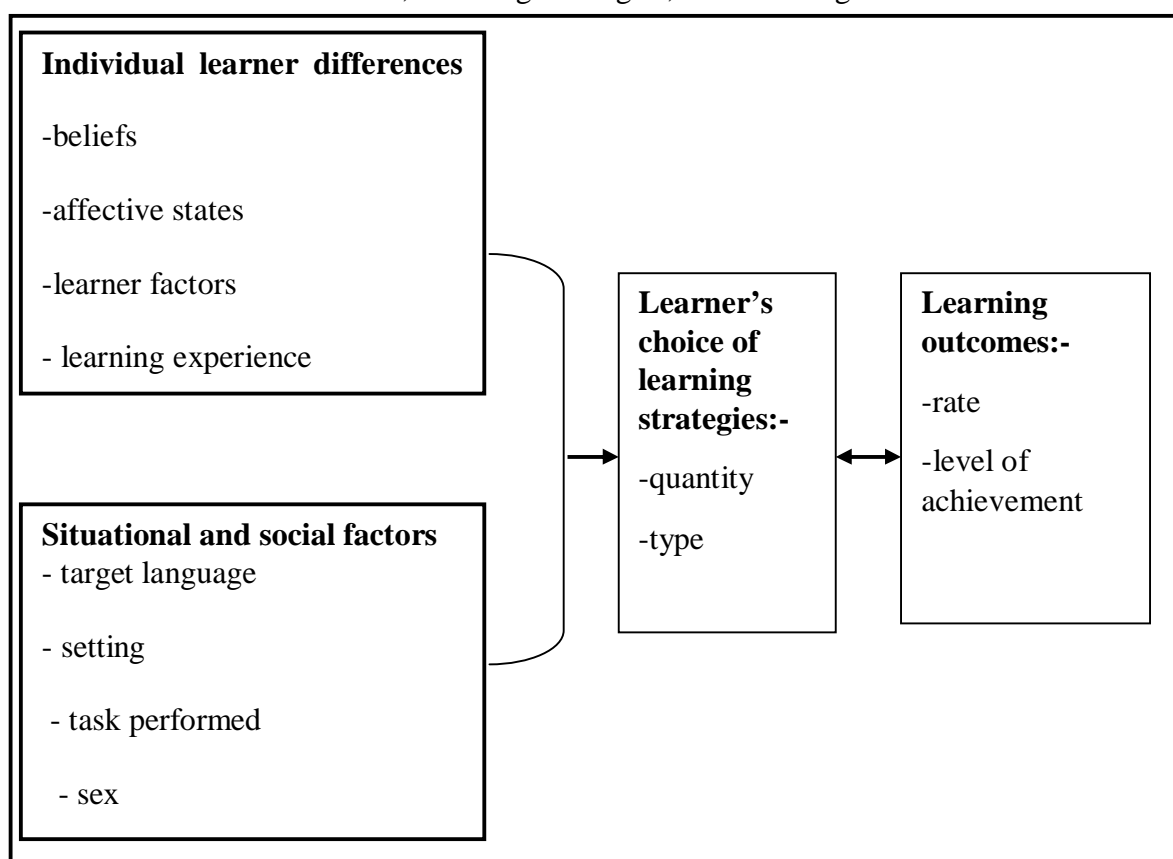 Individual learner differences
-beliefs
-affective states
-learner factors
- learning experience
Situational and social factors
- target language
- setting
- task performed
- sex
Learner’s
choice of
learning
strategies:-
-quantity
-type
Learning
outcomes:-
-rate
-level of
achievement